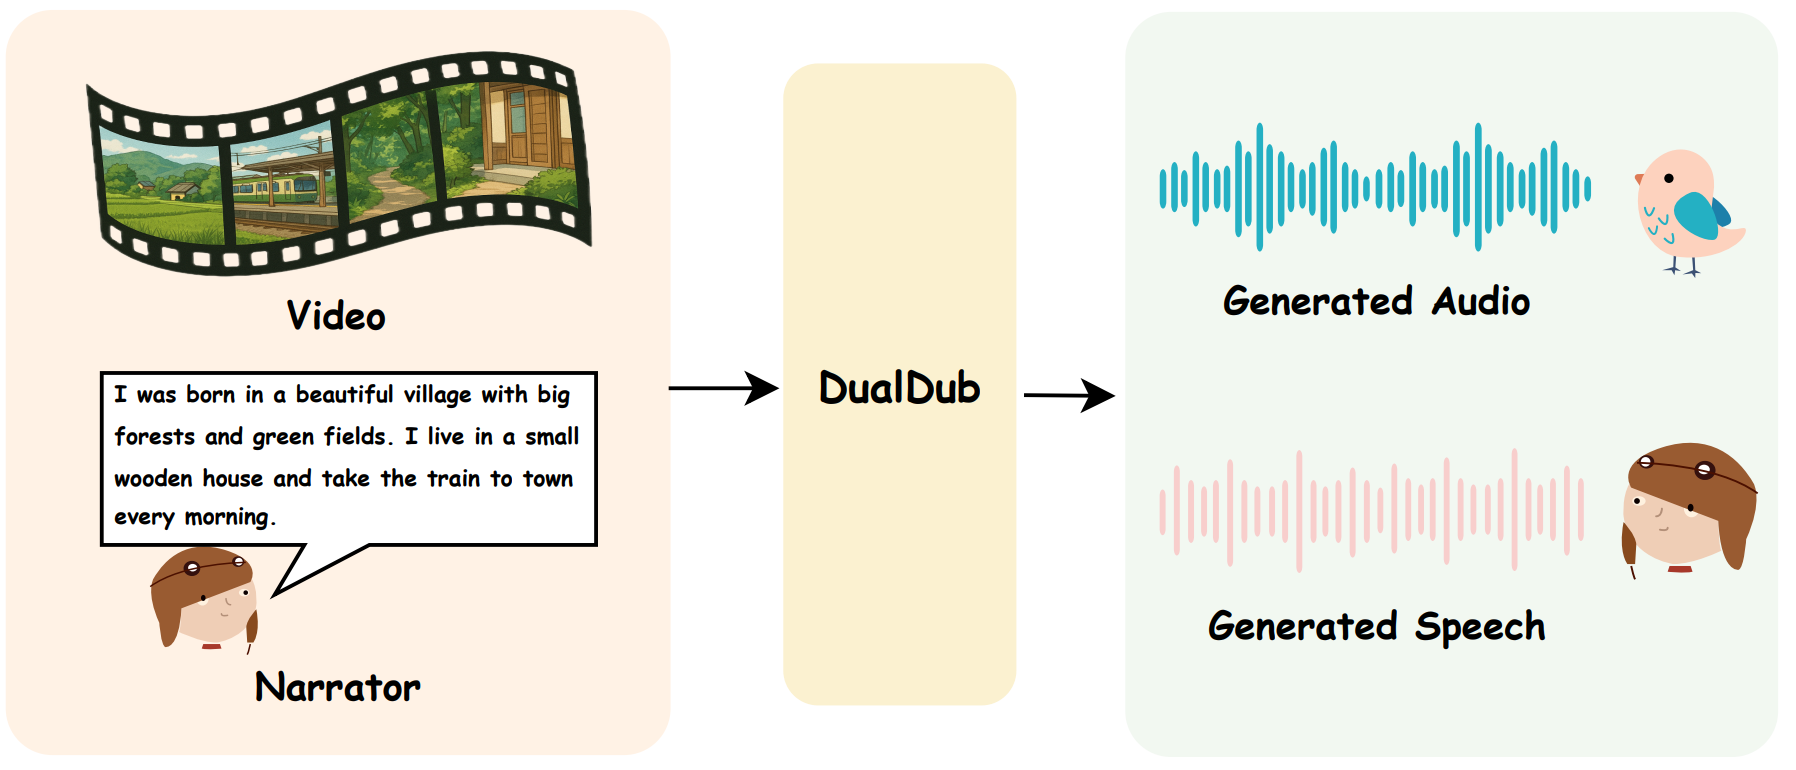 Video
I was born in a beautiful village with big
forests and green fields. I live in a small
wooden house and take the train to town
every morning.
Narrator
DualDub
Generated Audio
Generated Speech